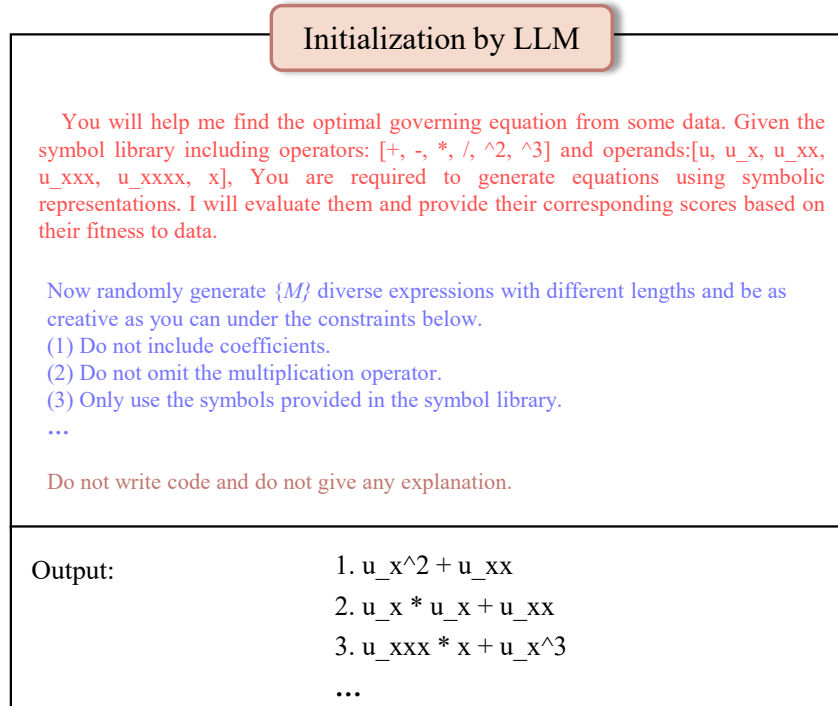 Initialization by LLM
You will help me find the optimal governing equation from some data. Given the
symbol library including operators: [+, -, *, /, ^2, ^3] and operands:[u, u_x, u_xx,
u_xxx, u_xxxx, x], You are required to generate equations using symbolic
representations. I will evaluate them and provide their corresponding scores based on
their fitness to data.
Now randomly generate {M} diverse expressions with different lengths and be as
creative as you can under the constraints below.
(1) Do not include coefficients.
(2) Do not omit the multiplication operator.
(3) Only use the symbols provided in the symbol library.
...
Do not write code and do not give any explanation.
Output:
1. u_x^2 + u_xx
2. u_x * u_x + u_xx
3. u_xxx * x + u_x^3
...